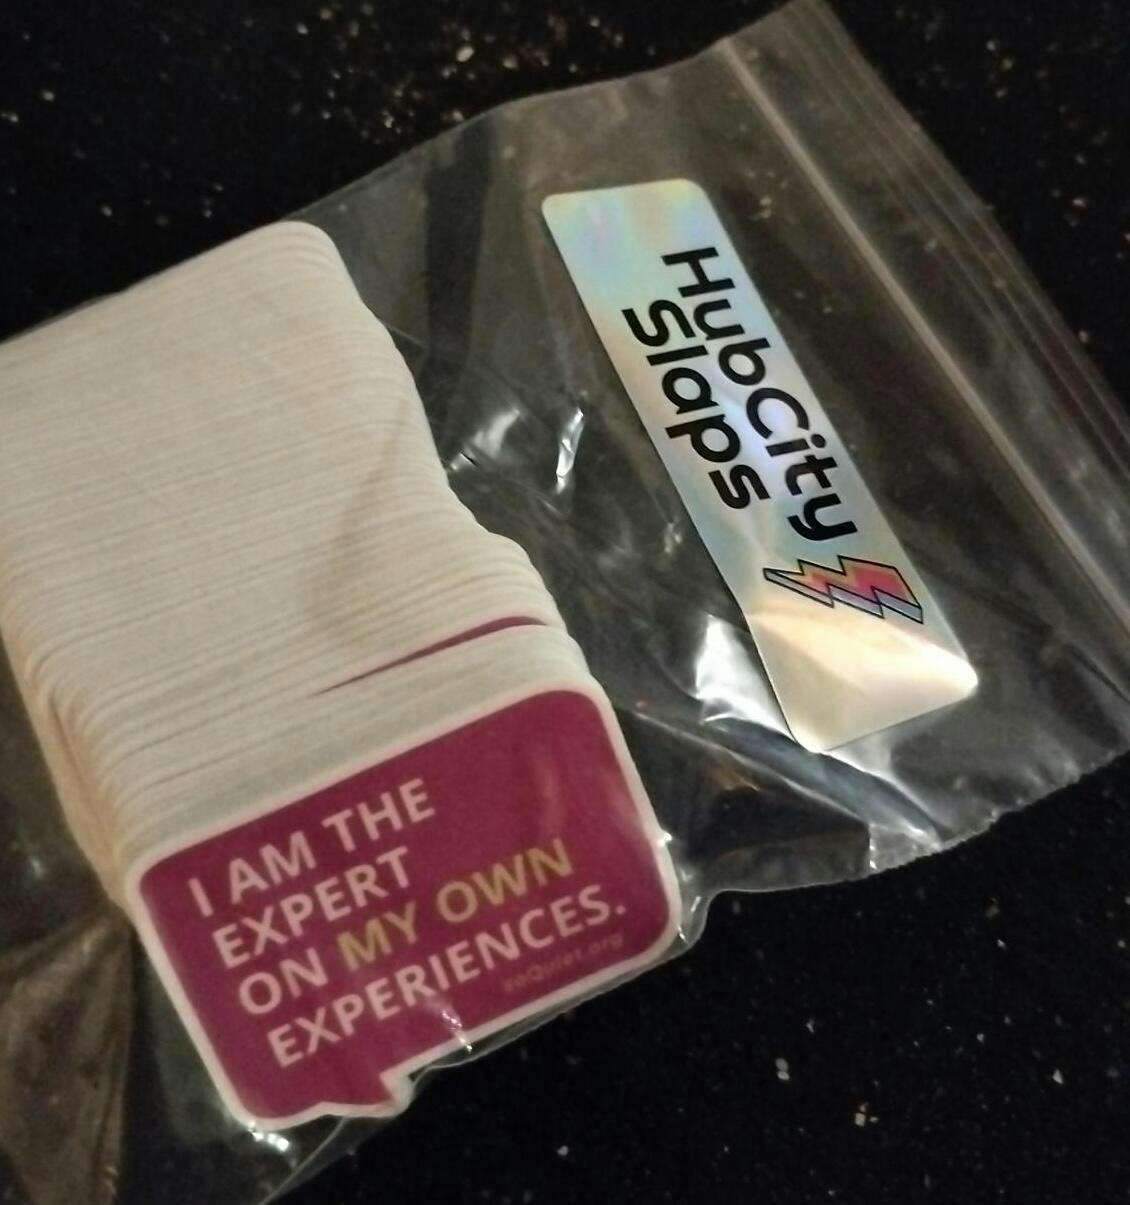 HubCity
Slaps
I AM THE
EXPERT
ON MY OWN
EXPERIENCES.